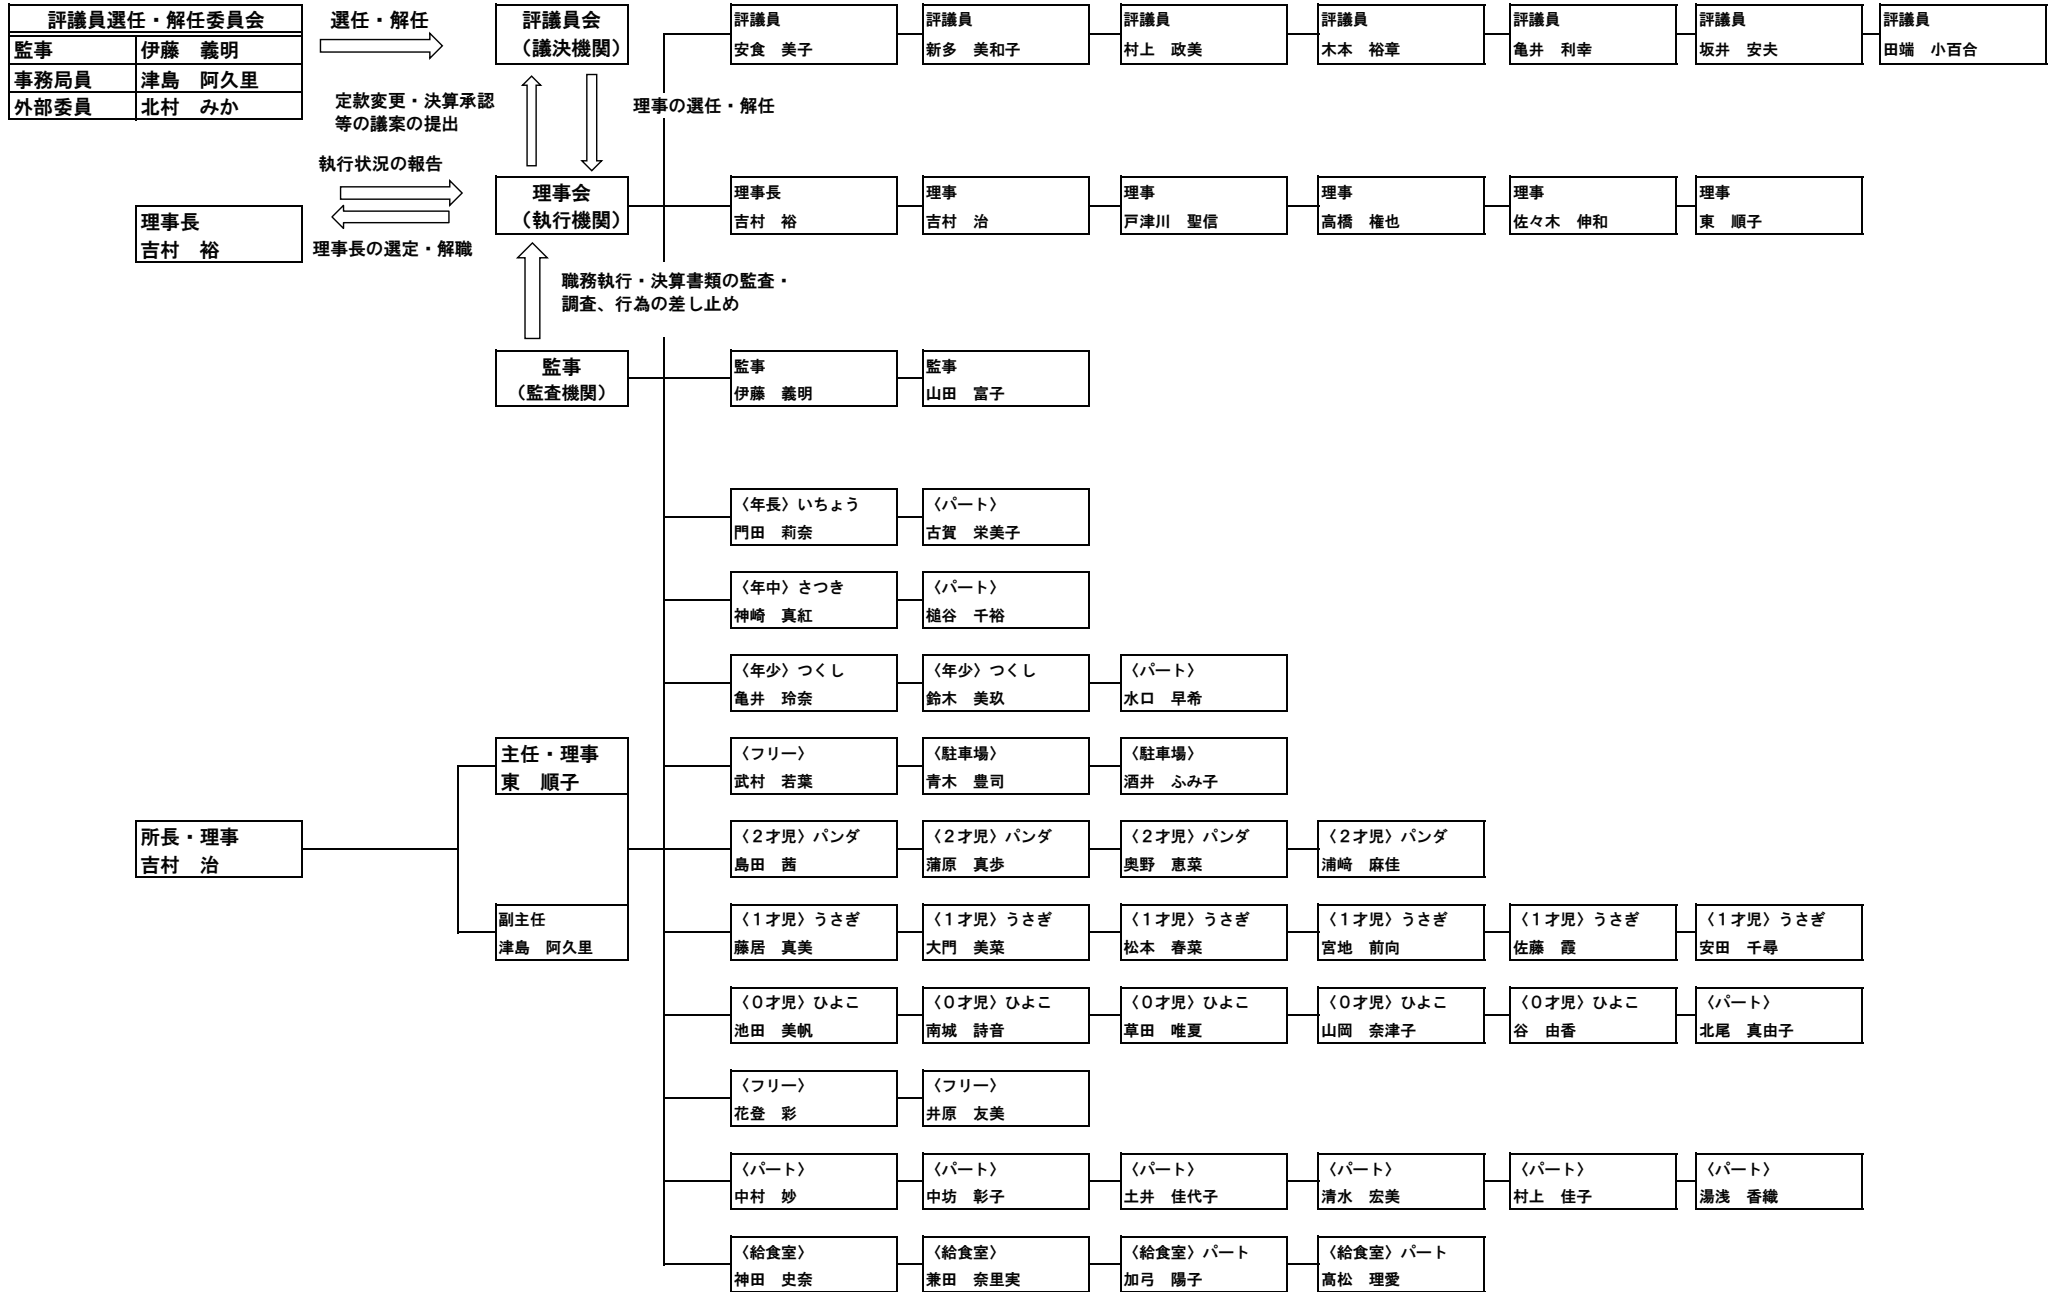 評議員選任・解任委員会
監事 伊藤 義明
事務局員 津島 阿久里
外部委員 北村 みか
選任・解任
評議員会
（議決機関）
評議員
安食 美子
評議員
新多 美和子
評議員
村上 政美
評議員
木本 裕章
評議員
亀井 利幸
評議員
坂井 安夫
評議員
田端 小百合
定款変更・決算承認
等の議案の提出
理事の選任・解任
執行状況の報告
理事長
吉村 裕
理事長の選定・解職
理事会
（執行機関）
理事長
吉村 裕
理事
吉村 治
理事
戸津川 聖信
理事
高橋 権也
理事
佐々木 伸和
理事
東 順子
職務執行・決算書類の監査・
調査、行為の差し止め
監事
（監査機関）
監事
伊藤 義明
監事
山田 富子
〈年長〉いちょう
門田 莉奈
〈パート〉
古賀 栄美子
〈年中〉さつき
神崎 真紅
〈パート〉
槌谷 千裕
〈年少〉つくし
亀井 玲奈
〈年少〉つくし
鈴木 美玖
〈パート〉
水口 早希
主任・理事
東 順子
〈フリー〉
武村 若葉
〈駐車場〉
青木 豊司
〈駐車場〉
酒井 ふみ子
所長・理事
吉村 治
〈２才児〉パンダ
島田 茜
〈２才児〉パンダ
蒲原 真歩
〈２才児〉パンダ
奥野 恵菜
〈２才児〉パンダ
浦﨑 麻佳
副主任
津島 阿久里
〈１才児〉うさぎ
藤居 真美
〈１才児〉うさぎ
大門 美菜
〈１才児〉うさぎ
松本 春菜
〈１才児〉うさぎ
宮地 前向
〈１才児〉うさぎ
佐藤 霞
〈１才児〉うさぎ
安田 千尋
〈０才児〉ひよこ
池田 美帆
〈０才児〉ひよこ
南城 詩音
〈０才児〉ひよこ
草田 唯夏
〈０才児〉ひよこ
山岡 奈津子
〈０才児〉ひよこ
谷 由香
〈パート〉
北尾 真由子
〈フリー〉
花登 彩
〈フリー〉
井原 友美
〈パート〉
中村 妙
〈パート〉
中坊 彰子
〈パート〉
土井 佳代子
〈パート〉
清水 宏美
〈パート〉
村上 佳子
〈パート〉
湯浅 香織
〈給食室〉
神田 史奈
〈給食室〉
兼田 奈里実
〈給食室〉パート
加弓 陽子
〈給食室〉パート
髙松 理愛